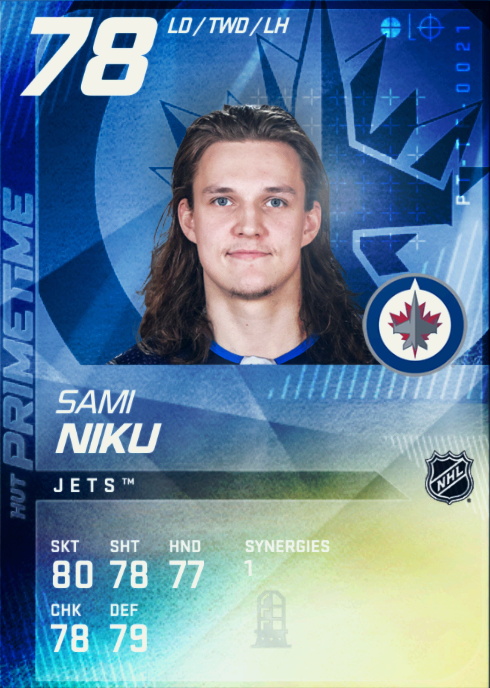 78
LD / TWD / LH
PT-T-0021
HUT PRIMETIME
SAMI
NIKU
JETS™
NHL
SKT SHT HND SYNERGIES
80 78 77 1
CHK DEF
78 79